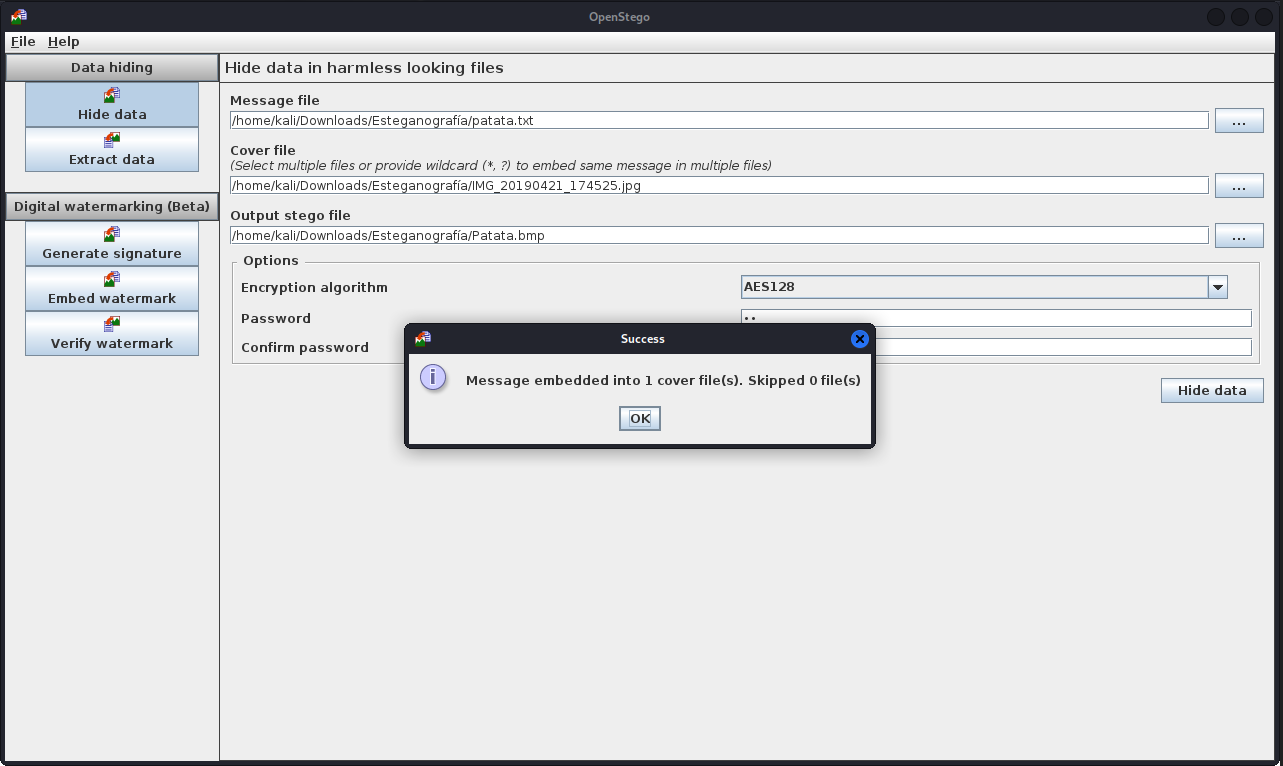 OpenStego
File Help
Data hiding
Hide data
Extract data
Digital watermarking (Beta)
Generate signature
Embed watermark
Verify watermark
Hide data in harmless looking files
Message file
/home/kali/Downloads/Esteganografía/patata.txt
...
Cover file
(Select multiple files or provide wildcard (*, ?) to embed same message in multiple files)
/home/kali/Downloads/Esteganografía/IMG_20190421_174525.jpg
...
Output stego file
/home/kali/Downloads/Esteganografía/Patata.bmp
...
Options
Encryption algorithm
AES128
Password
••
Confirm password
Hide data
Success
Message embedded into 1 cover file(s). Skipped 0 file(s)
OK